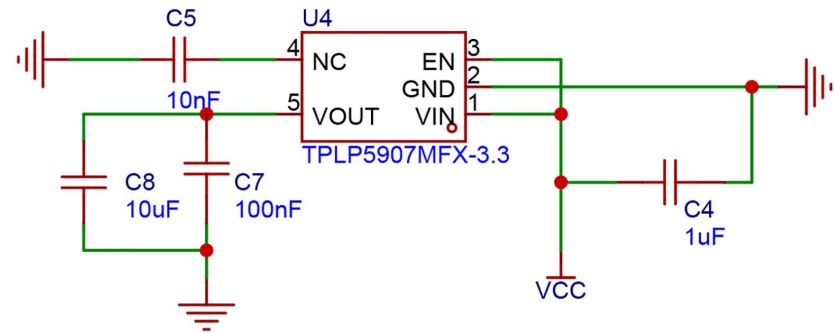 C5
U4
4
NC
EN
3
GND
2
10nF
5
VOUT
VIN
1
TPLP5907MFX-3.3
C8
10uF
C7
100nF
C4
1uF
VCC